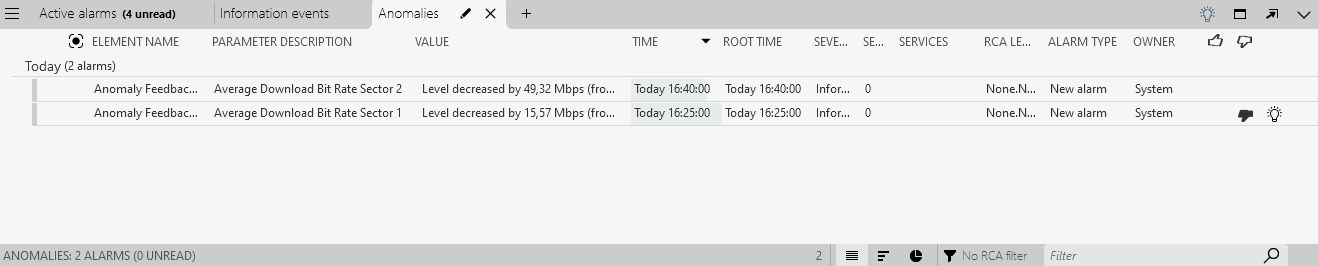 Active alarms (4 unread) Information events Anomalies
ELEMENT NAME PARAMETER DESCRIPTION VALUE TIME ROOT TIME SEVE... SE... SERVICES RCA LE... ALARM TYPE OWNER
Today (2 alarms)
Anomaly Feedbac... Average Download Bit Rate Sector 2 Level decreased by 49,32 Mbps (fro... Today 16:40:00 Today 16:40:00 Infor... 0 None.N... New alarm System
Anomaly Feedbac... Average Download Bit Rate Sector 1 Level decreased by 15,57 Mbps (fro... Today 16:25:00 Today 16:25:00 Infor... 0 None.N... New alarm System
ANOMALIES: 2 ALARMS (0 UNREAD) 2 No RCA filter Filter